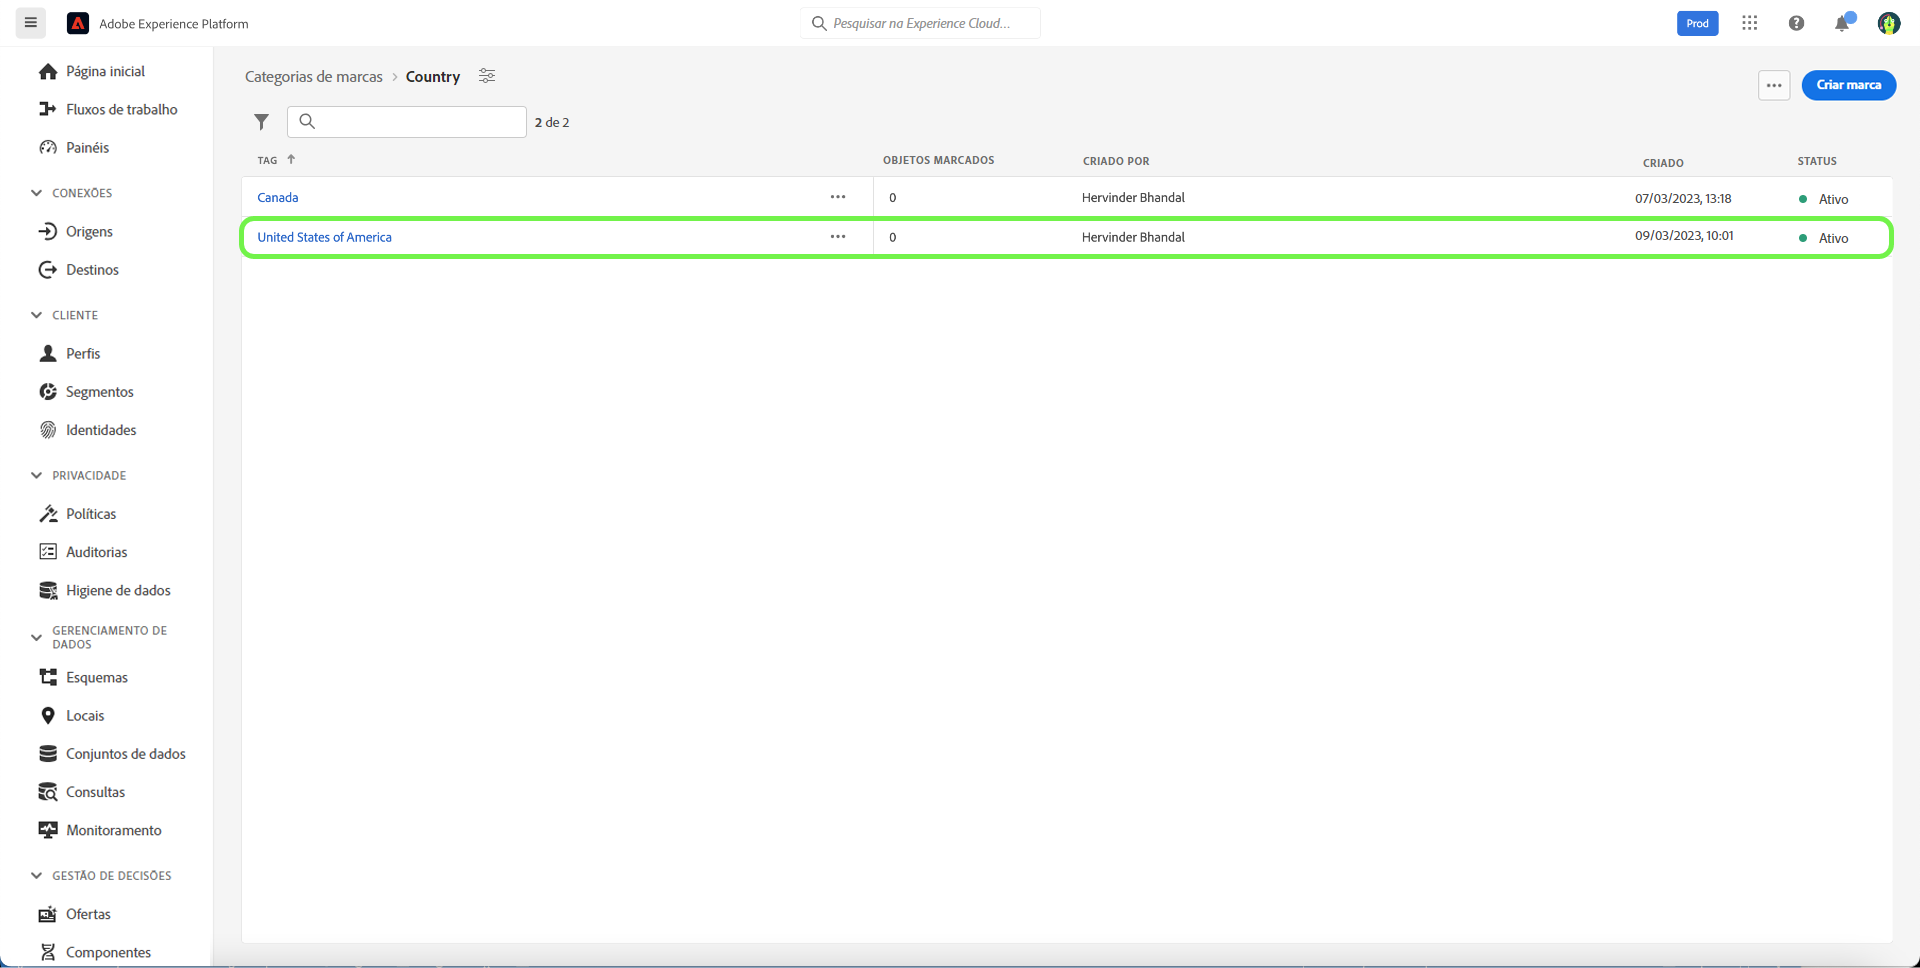 Adobe Experience Platform
Pesquisar na Experience Cloud...
Prod
Página inicial
Fluxos de trabalho
Painéis
CONEXÕES
Origens
Destinos
CLIENTE
Perfis
Segmentos
Identidades
PRIVACIDADE
Políticas
Auditorias
Higiene de dados
GERENCIAMENTO DE
DADOS
Esquemas
Locais
Conjuntos de dados
Consultas
Monitoramento
GESTÃO DE DECISÕES
Ofertas
Componentes
Categorias de marcas > Country
Criar marca
2 de 2
TAG OBJETOS MARCADOS CRIADO POR CRIADO STATUS
Canada 0 Hervinder Bhandal 07/03/2023, 13:18 Ativo
United States of America 0 Hervinder Bhandal 09/03/2023, 10:01 Ativo